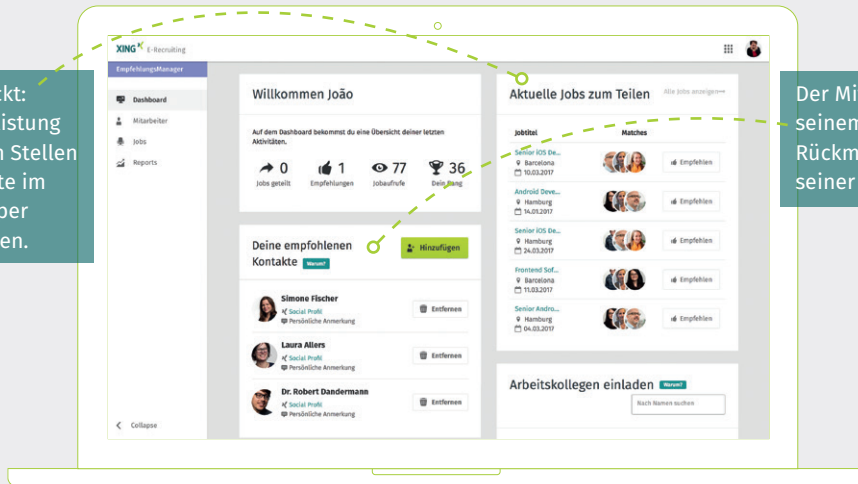 XING E-Recruiting
EmpfehlungsManager
Dashboard
Mitarbeiter
Jobs
Reports
Collapse
Willkommen João
Auf dem Dashboard bekommst du eine Übersicht deiner letzten
Aktivitäten.
0 1 77 36
Jobs geteilt Empfehlungen Jobaufrufe Dein Rang
Deine empfohlenen
Kontakte Warum?
Hinzufügen
Simone Fischer
Social Profil
Persönliche Anmerkung
Entfernen
Laura Allers
Social Profil
Persönliche Anmerkung
Entfernen
Dr. Robert Dandermann
Social Profil
Persönliche Anmerkung
Entfernen
Aktuelle Jobs zum Teilen
Alle Jobs anzeigen
Jobtitel Matches
Senior iOS De...
Barcelona
10.03.2017
Empfehlen
Android Deve...
Hamburg
14.01.2017
Empfehlen
Senior iOS De...
Hamburg
24.03.2017
Empfehlen
Frontend Sof...
Barcelona
11.03.2017
Empfehlen
Senior Andro...
Hamburg
04.03.2017
Empfehlen
Arbeitskollegen einladen Warum?
Nach Namen suchen
kt:
istung
n Stellen
te im
ber
en.
Der Mi
seinem
Rückm
seiner